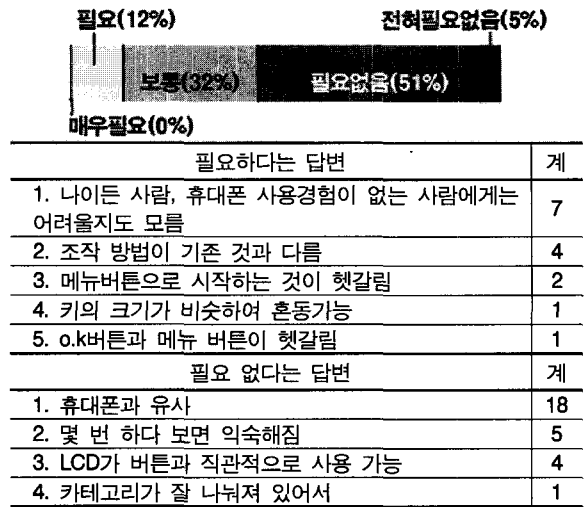 필요(12%) 전혀필요없음(5%)
보통(32%) 필요없음(51%)
매우필요(0%)
필요하다는 답변 계
1. 나이든 사람, 휴대폰 사용경험이 없는 사람에게는 7
어려울지도 모름
2. 조작 방법이 기존 것과 다름 4
3. 메뉴버튼으로 시작하는 것이 헷갈림 2
4. 키의 크기가 비슷하여 혼동가능 1
5. o.k버튼과 메뉴 버튼이 헷갈림 1
필요 없다는 답변 계
1. 휴대폰과 유사 18
2. 몇 번 하다 보면 익숙해짐 5
3. LCD가 버튼과 직관적으로 사용 가능 4
4. 카테고리가 잘 나눠져 있어서 1